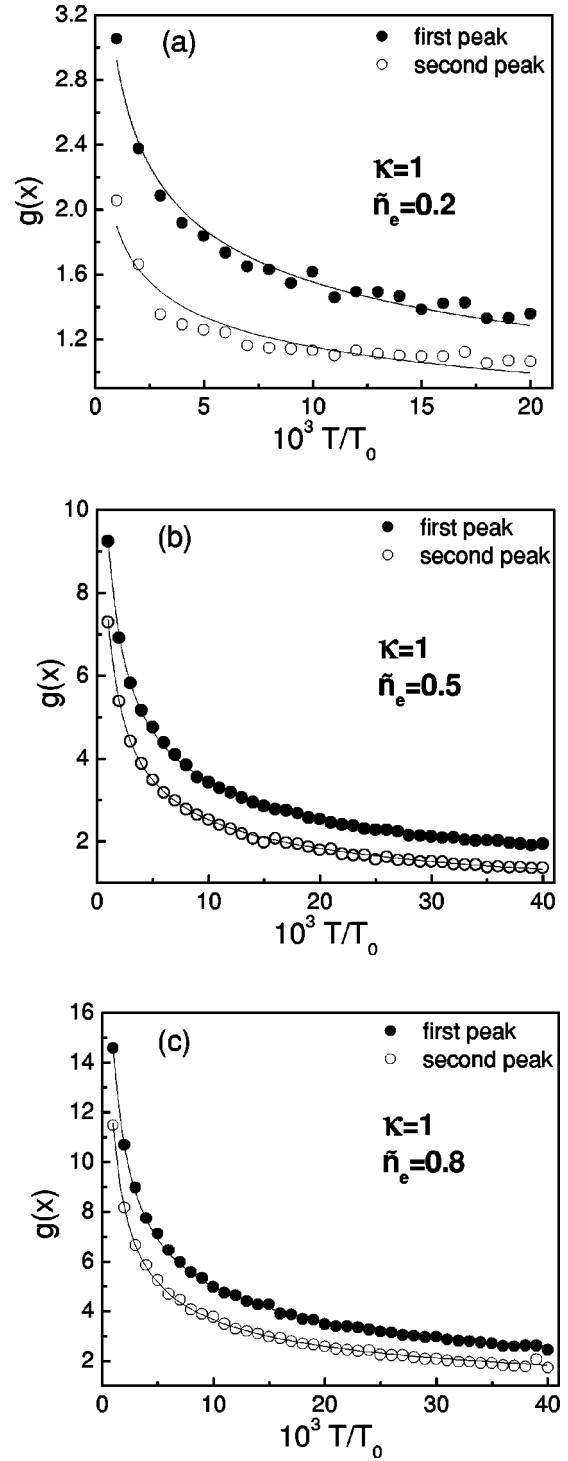 (a)
first peak
second peak
κ=1
ñₑ=0.2
g(x)
3.2
2.8
2.4
2.0
1.6
1.2
0 5 10 15 20
10³ T/T₀
(b)
first peak
second peak
κ=1
ñₑ=0.5
g(x)
10
8
6
4
2
0 10 20 30 40
10³ T/T₀
(c)
first peak
second peak
κ=1
ñₑ=0.8
g(x)
16
14
12
10
8
6
4
2
0 10 20 30 40
10³ T/T₀